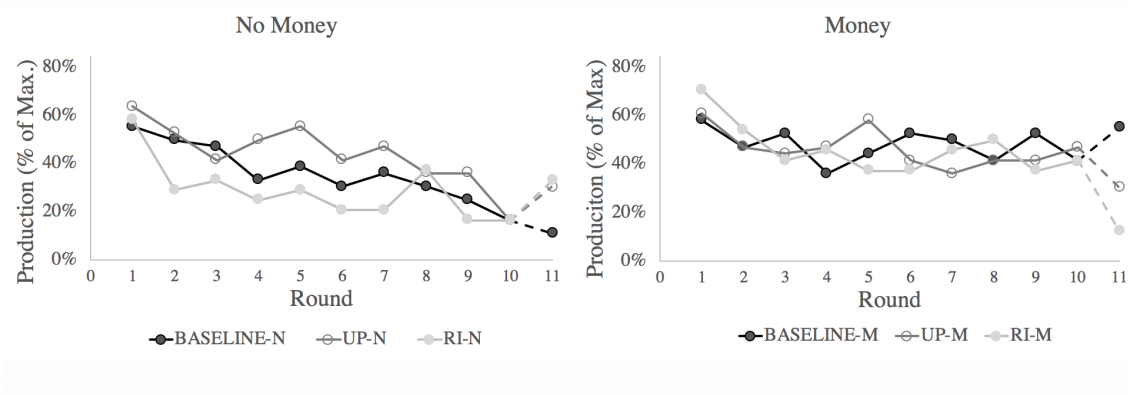 No Money
Production (% of Max.)
80%
60%
40%
20%
0%
0 1 2 3 4 5 6 7 8 9 10 11
Round
BASELINE-N UP-N RI-N
Money
Produciton (% of Max)
80%
60%
40%
20%
0%
0 1 2 3 4 5 6 7 8 9 10 11
Round
BASELINE-M UP-M RI-M